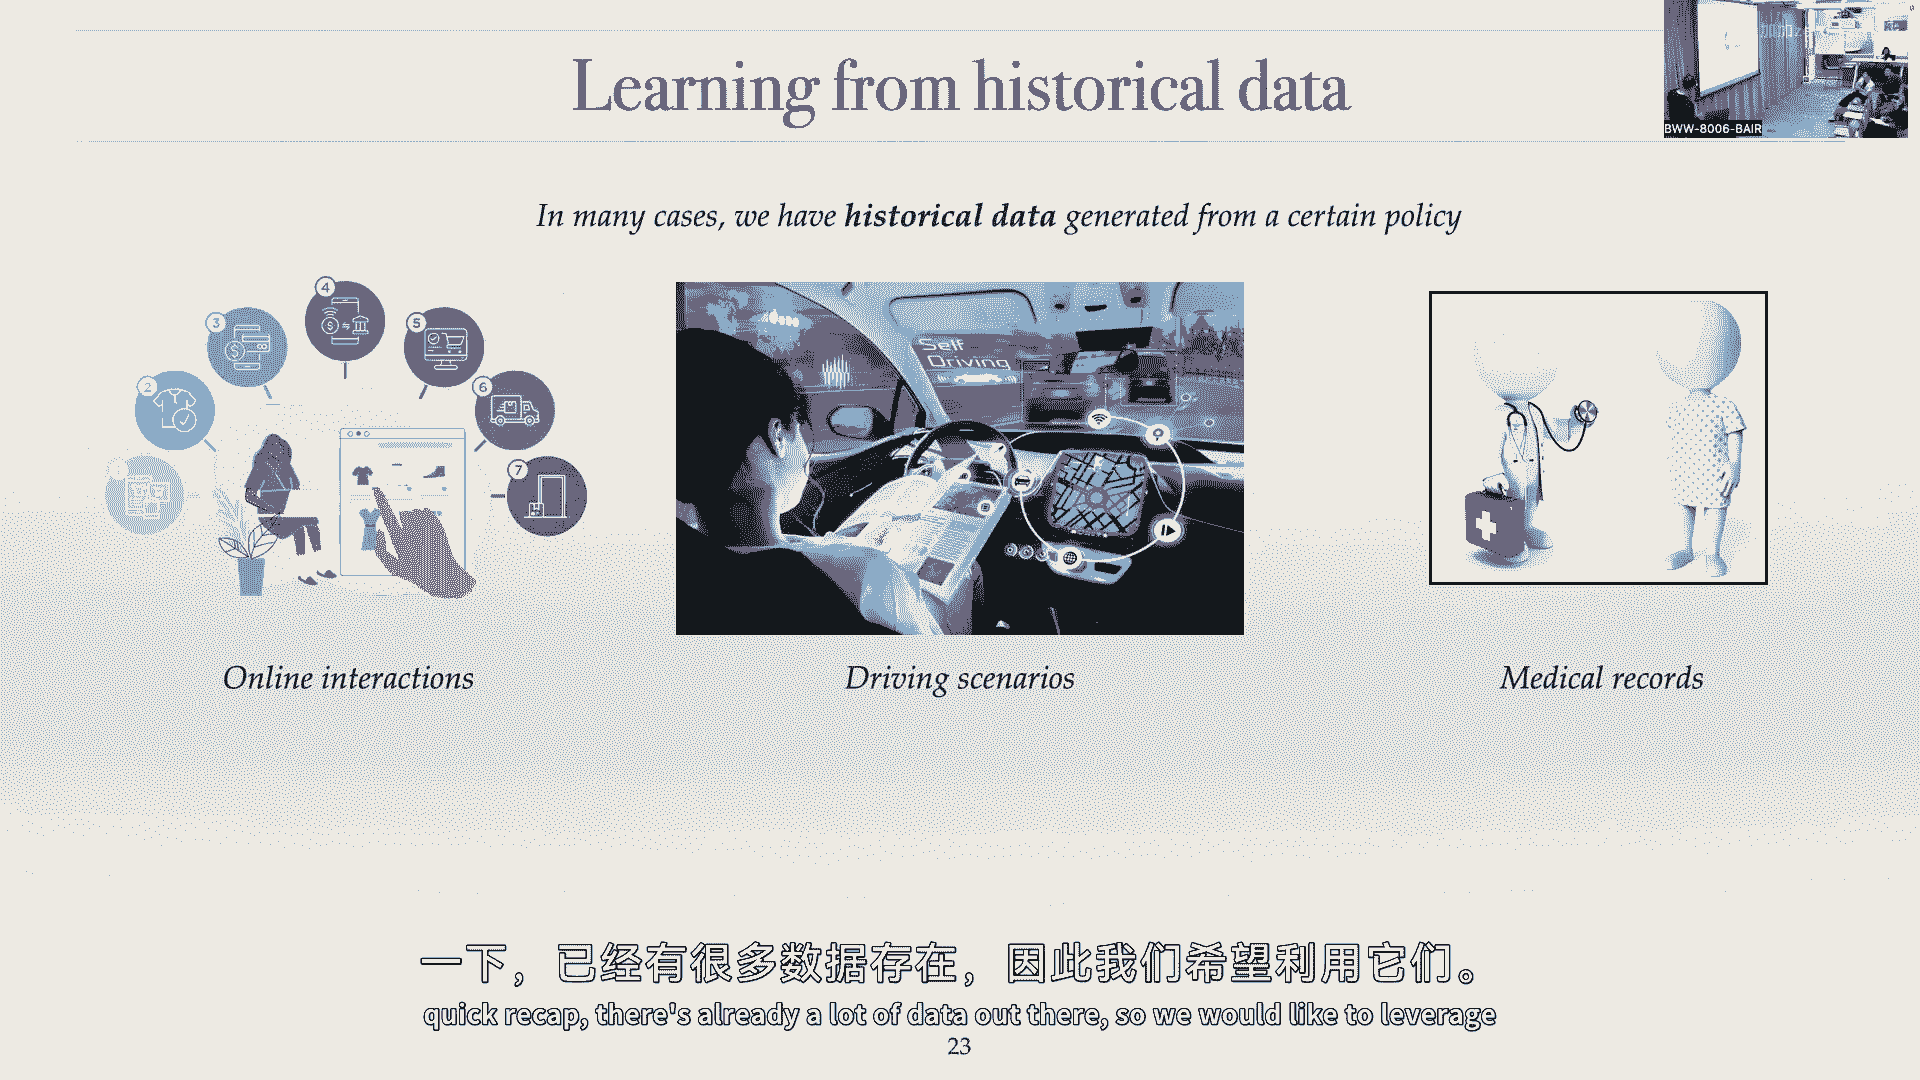 Learning from historical data
BWW-8006-BAIR
In many cases, we have historical data generated from a certain policy
4
3
5
2
6
7
Self
Driving
Online interactions
Driving scenarios
Medical records
一下，已经有很多数据存在，因此我们希望利用它们。
quick recap, there's already a lot of data out there, so we would like to leverage
23